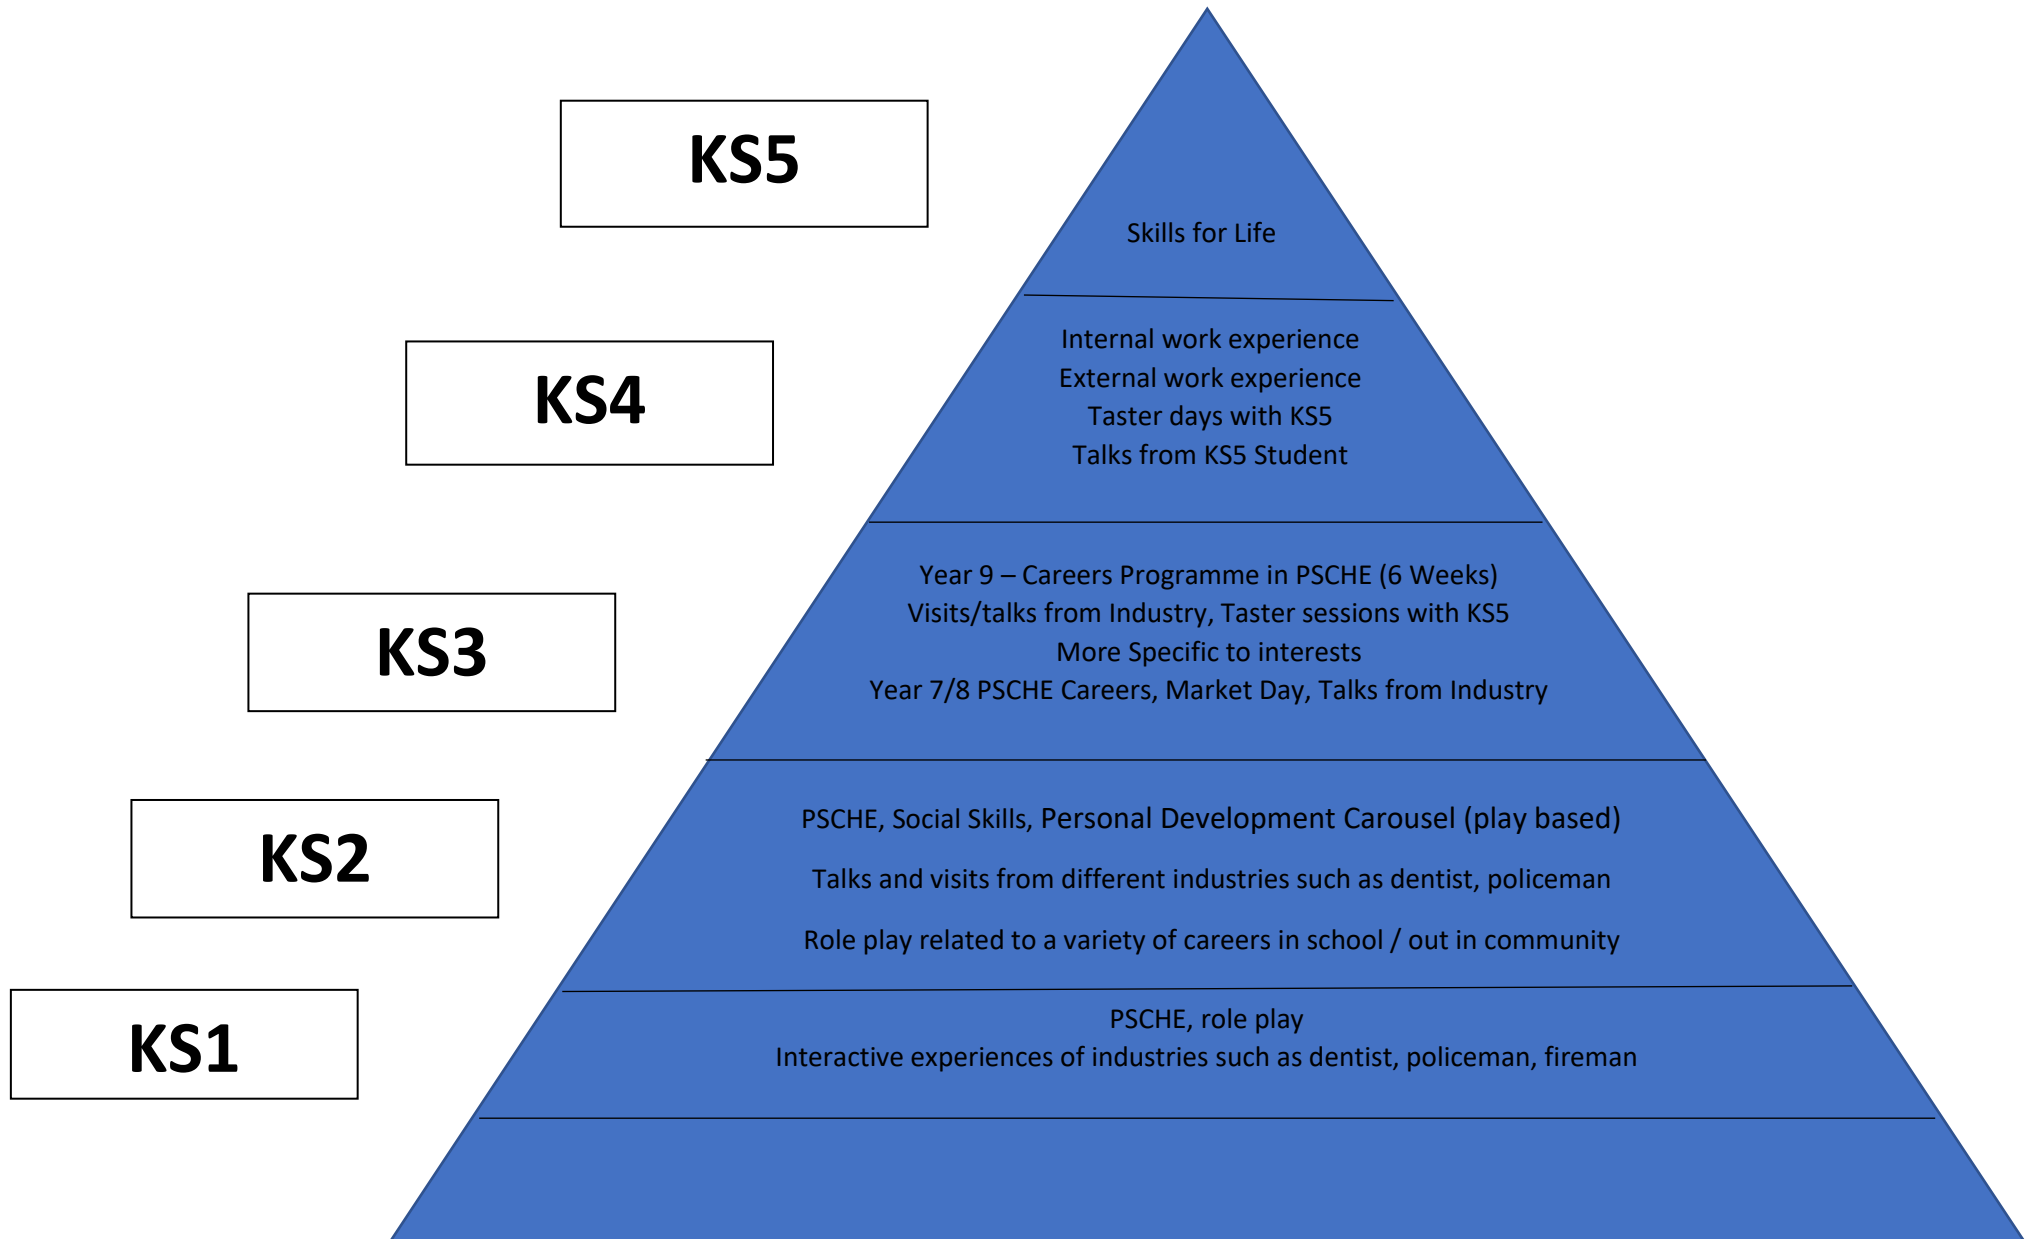 KS5
Skills for Life
KS4
Internal work experience
External work experience
Taster days with KS5
Talks from KS5 Student
KS3
Year 9 – Careers Programme in PSCHE (6 Weeks)
Visits/talks from Industry, Taster sessions with KS5
More Specific to interests
Year 7/8 PSCHE Careers, Market Day, Talks from Industry
KS2
PSCHE, Social Skills, Personal Development Carousel (play based)
Talks and visits from different industries such as dentist, policeman
Role play related to a variety of careers in school / out in community
KS1
PSCHE, role play
Interactive experiences of industries such as dentist, policeman, fireman